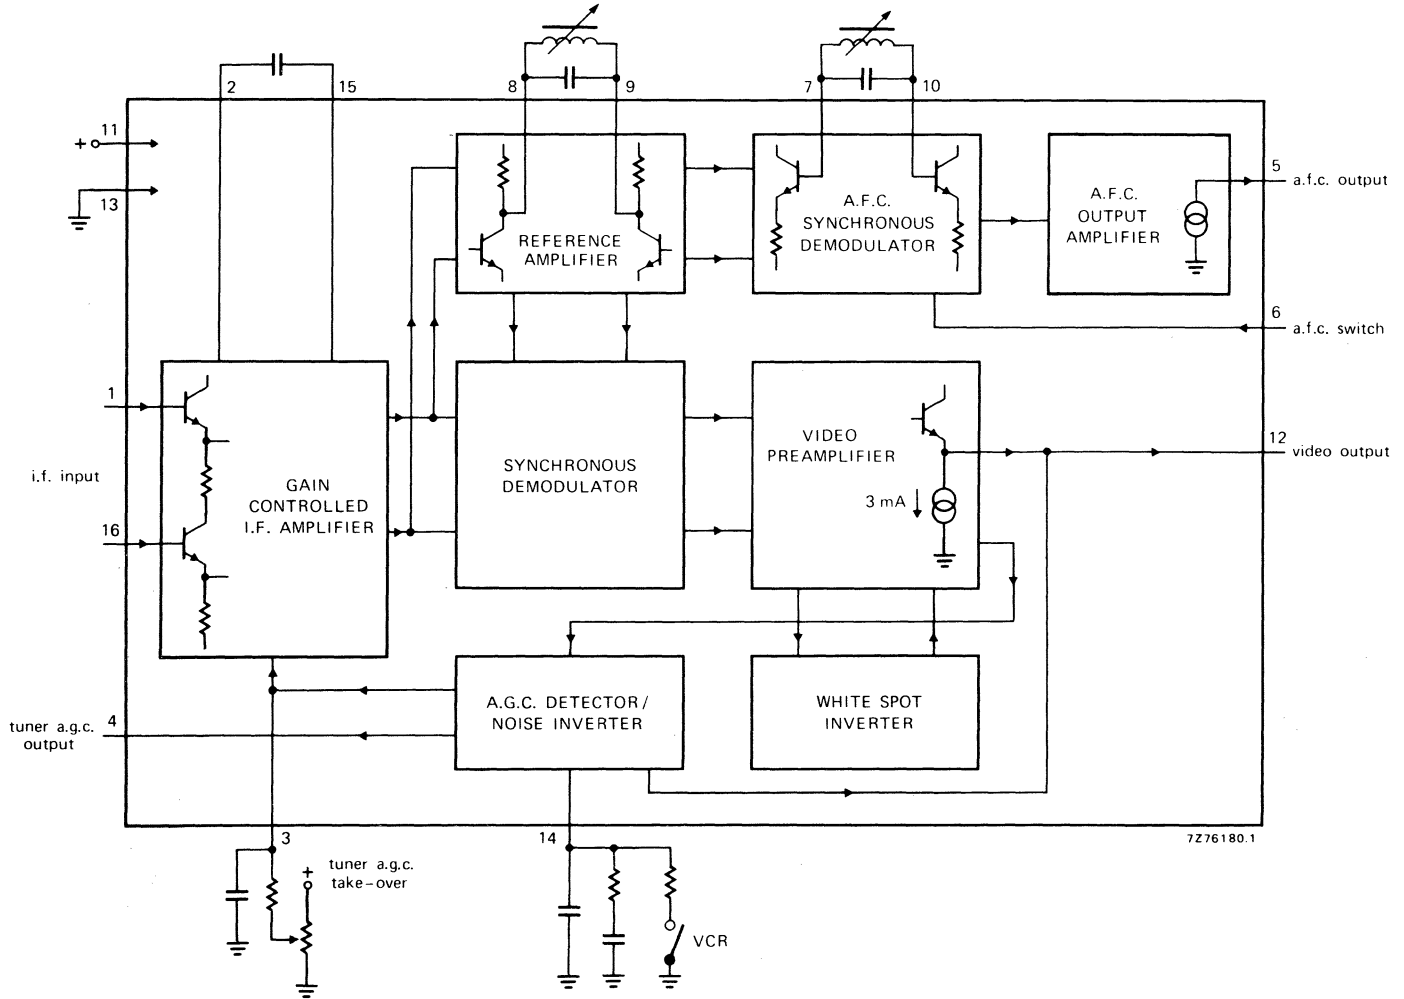 2
15
8
9
7
10
11
+
13
REFERENCE
AMPLIFIER
A.F.C.
SYNCHRONOUS
DEMODULATOR
A.F.C.
OUTPUT
AMPLIFIER
5
a.f.c. output
6
a.f.c. switch
1
i.f. input
16
GAIN
CONTROLLED
I.F. AMPLIFIER
SYNCHRONOUS
DEMODULATOR
VIDEO
PREAMPLIFIER
3 mA
12
video output
A.G.C. DETECTOR /
NOISE INVERTER
WHITE SPOT
INVERTER
tuner a.g.c.
output
4
3
14
7Z76180.1
tuner a.g.c.
take-over
+
VCR